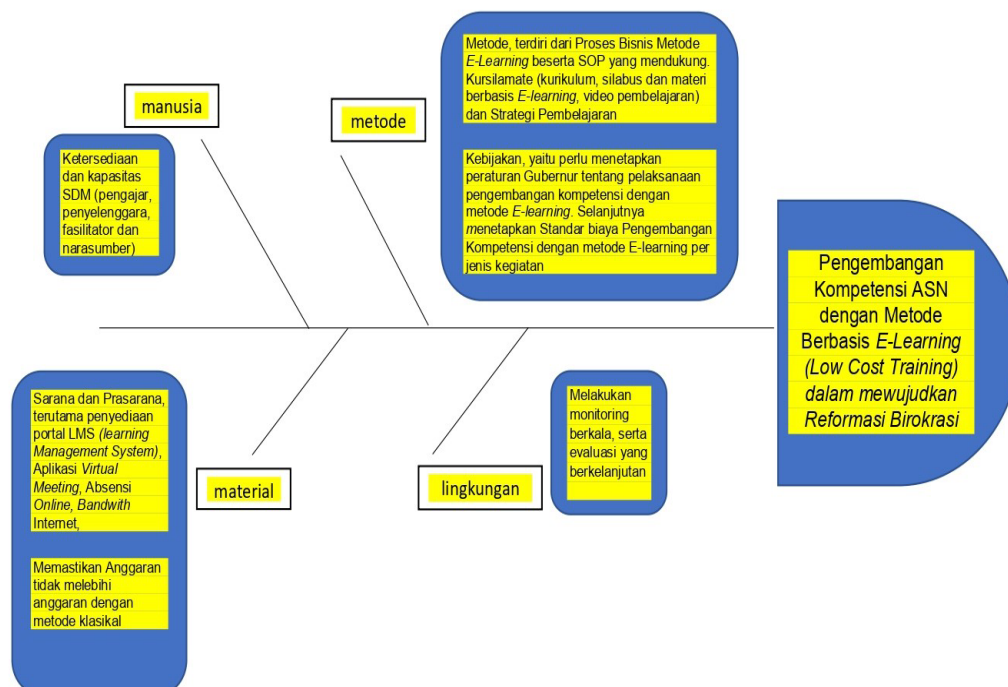 manusia
Ketersediaan
dan kapasitas
SDM (pengajar,
penyelenggara,
fasilitator dan
narasumber)
metode
Metode, terdiri dari Proses Bisnis Metode
E-Learning beserta SOP yang mendukung.
Kursilamate (kurikulum, silabus dan materi
berbasis E-learning, video pembelajaran)
dan Strategi Pembelajaran
Kebijakan, yaitu perlu menetapkan
peraturan Gubernur tentang pelaksanaan
pengembangan kompetensi dengan
metode E-learning. Selanjutnya
menetapkan Standar biaya Pengembangan
Kompetensi dengan metode E-learning per
jenis kegiatan
Pengembangan
Kompetensi ASN
dengan Metode
Berbasis E-Learning
(Low Cost Training)
dalam mewujudkan
Reformasi Birokrasi
Sarana dan Prasarana,
terutama penyediaan
portal LMS (learning
Management System),
Aplikasi Virtual
Meeting, Absensi
Online, Bandwith
Internet,
Memastikan Anggaran
tidak melebihi
anggaran dengan
metode klasikal
material
Melakukan
monitoring
berkala, serta
evaluasi yang
berkelanjutan
lingkungan